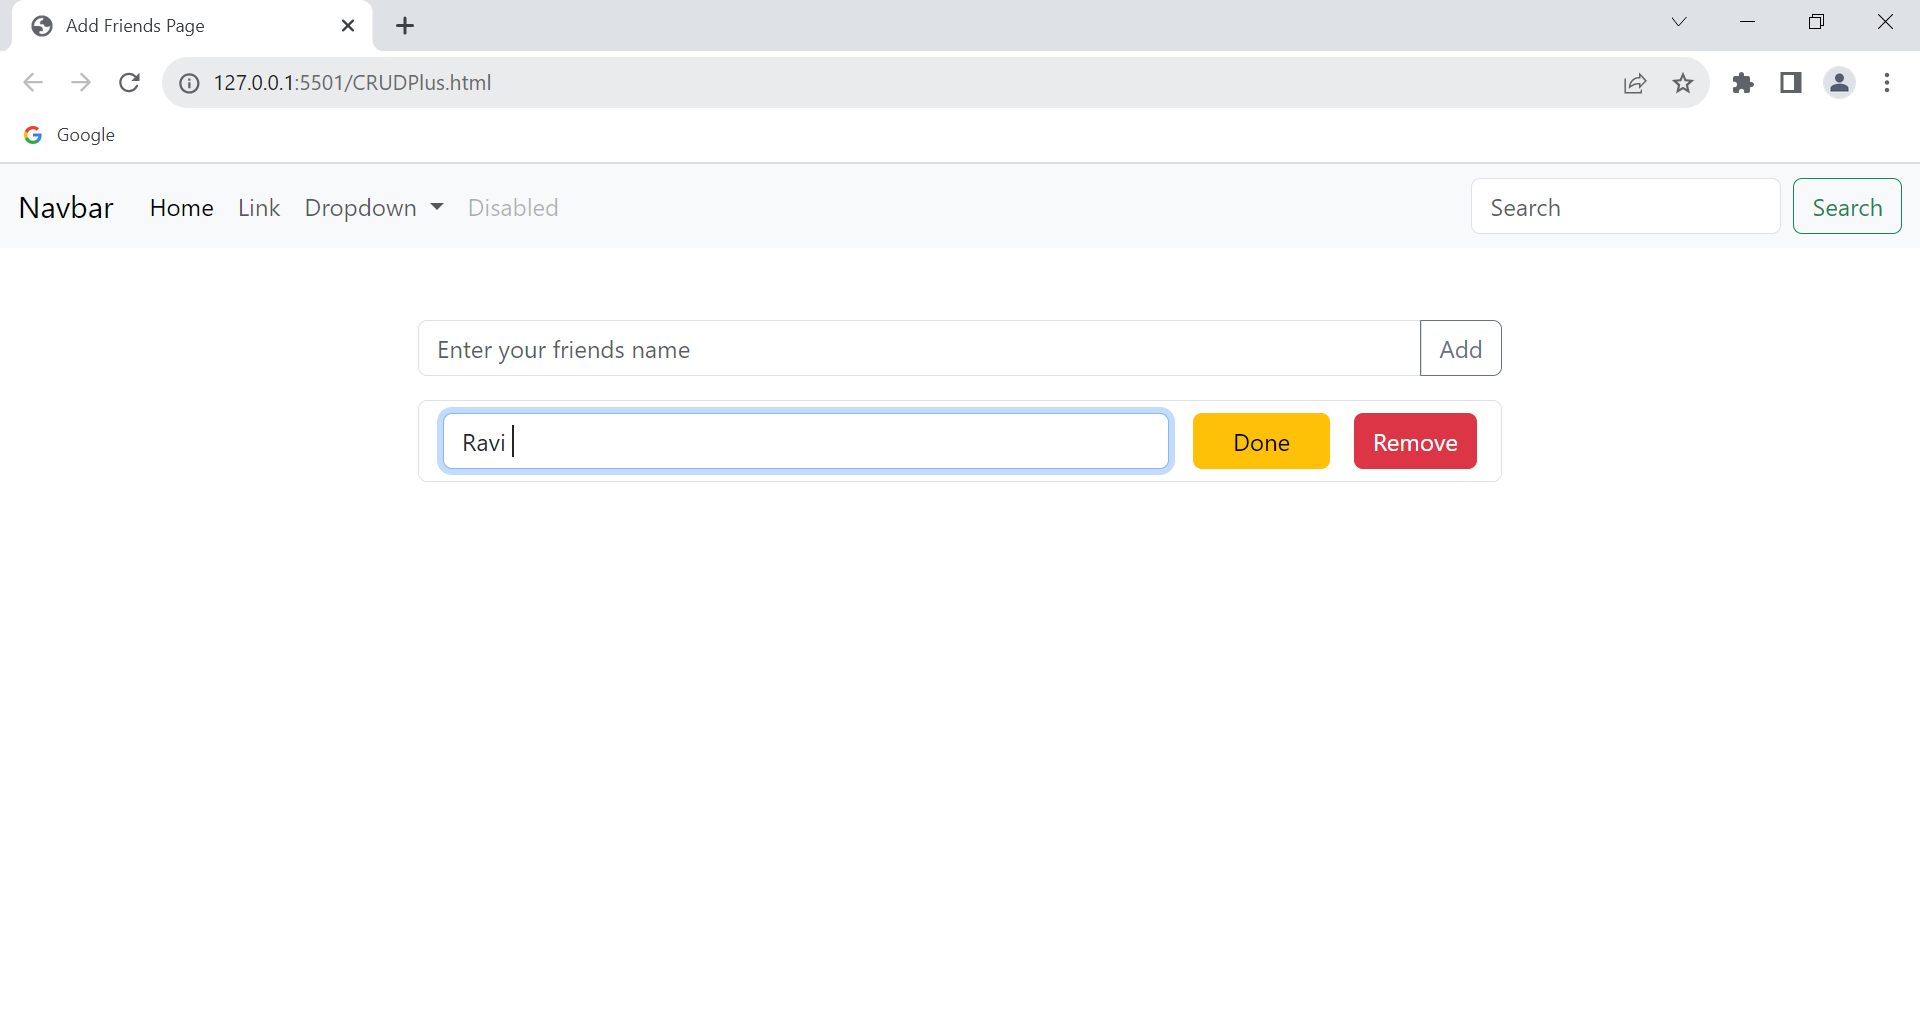 Add Friends Page
127.0.0.1:5501/CRUDPlus.html
Google
Navbar Home Link Dropdown Disabled Search Search
Enter your friends name Add
Ravi Done Remove